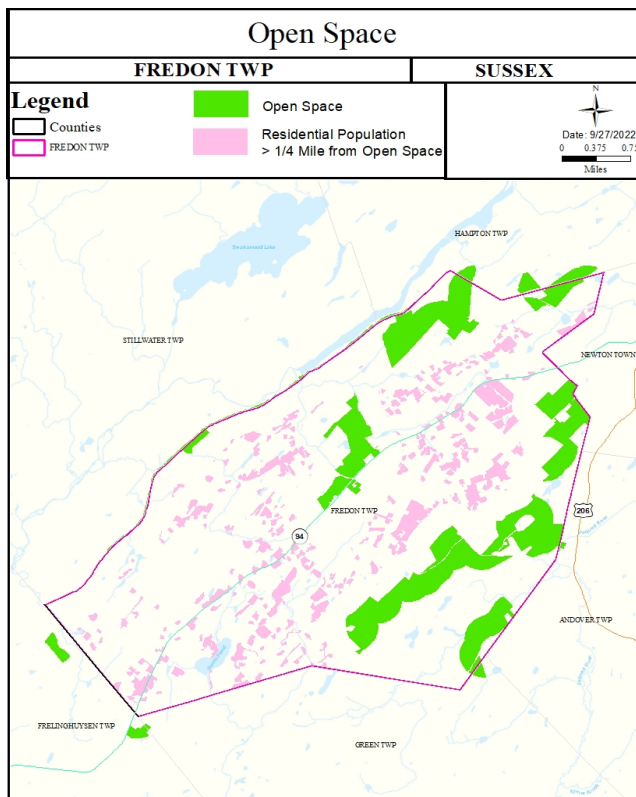 Open Space
FREDON TWP
SUSSEX
Legend
Counties
FREDON TWP
Open Space
Residential Population
> 1/4 Mile from Open Space
N
Date: 9/27/2022
0 0.375 0.75
Miles
HAMPTON TWP
STILLWATER TWP
NEWTON TOWN
FREDON TWP
94
206
ANDOVER TWP
FRELINGHUYSEN TWP
GREEN TWP